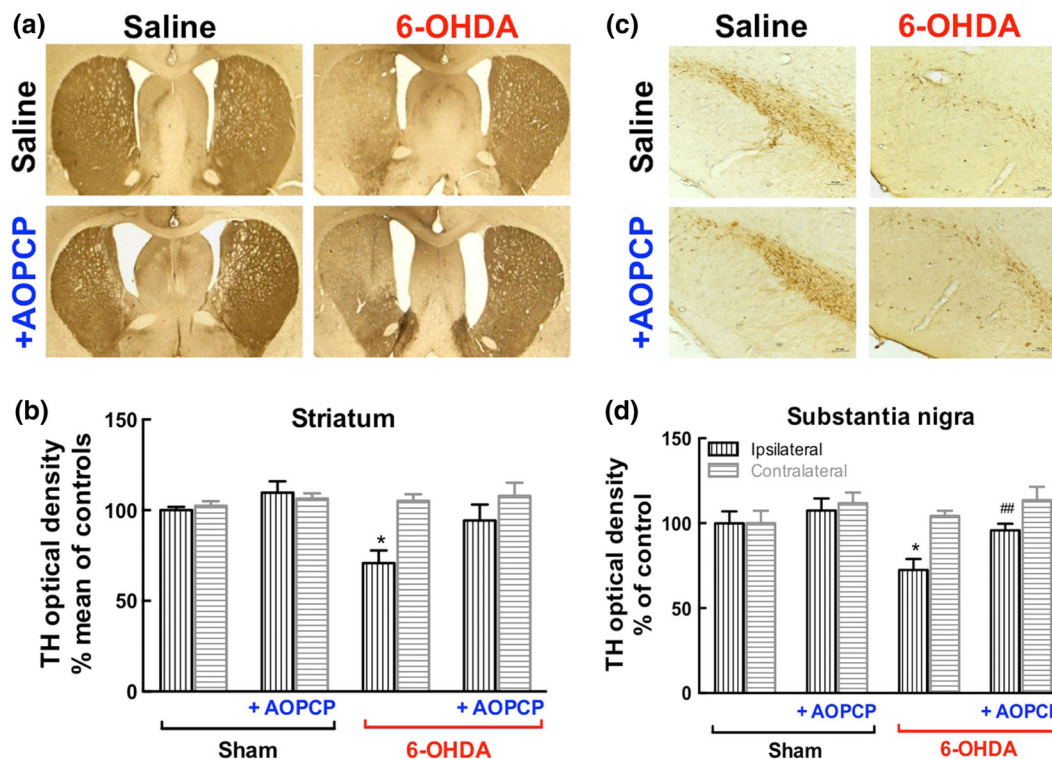 (a)
Saline
6-OHDA
Saline
+AOPCP
(c)
Saline
6-OHDA
Saline
+AOPCP
(b)
Striatum
TH optical density
% mean of controls
150
100
50
0
*
+ AOPCP
+ AOPCP
Sham
6-OHDA
(d)
Substantia nigra
TH optical density
% of control
150
100
50
0
Ipsilateral
Contralateral
*
##
+ AOPCP
+ AOPCP
Sham
6-OHDA